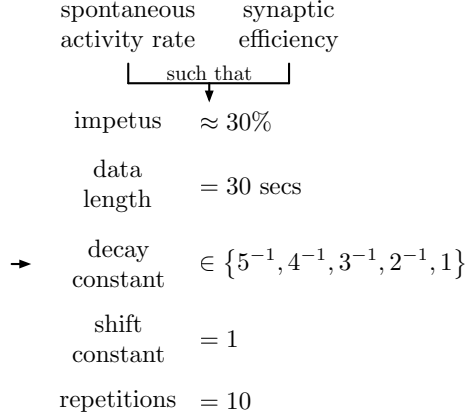 spontaneous synaptic
activity rate efficiency
such that
impetus ≈ 30%
data
length = 30 secs
decay
constant ∈ {5⁻¹, 4⁻¹, 3⁻¹, 2⁻¹, 1}
shift
constant = 1
repetitions = 10